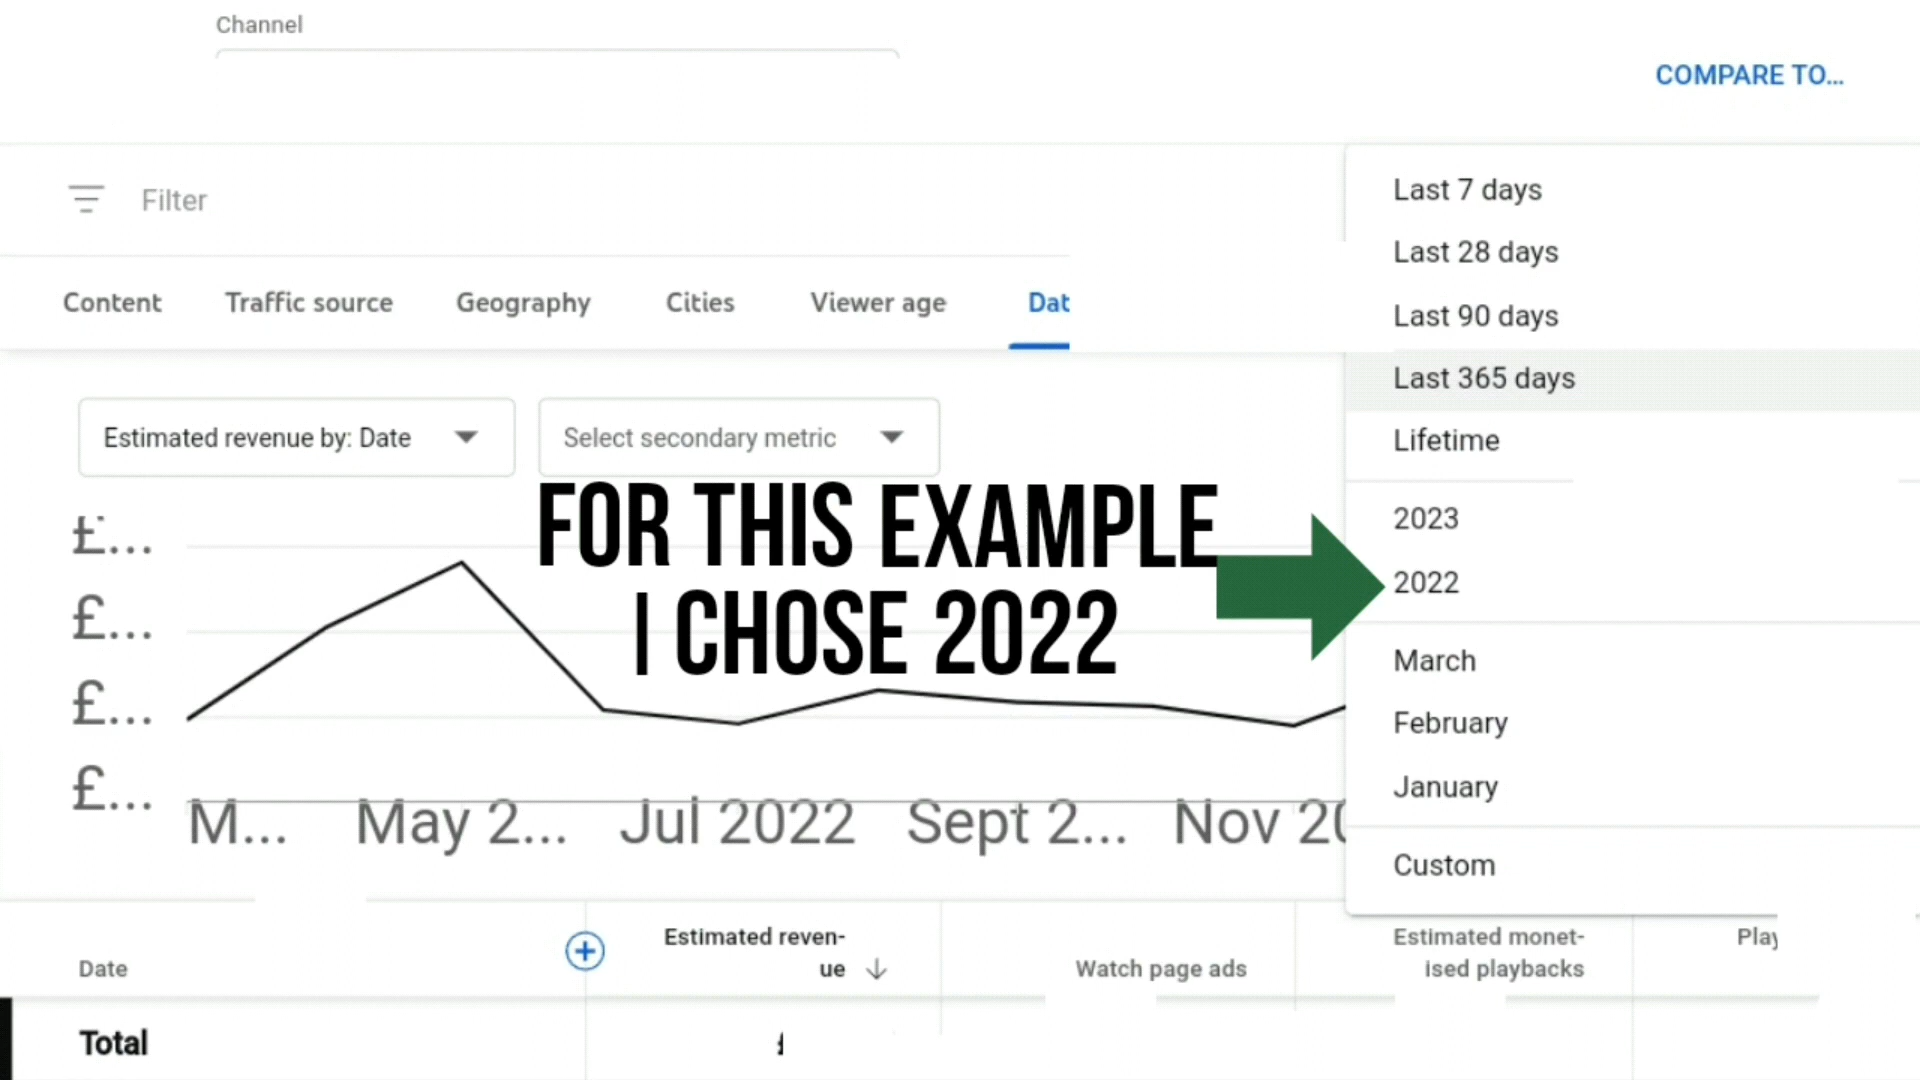 Channel
COMPARE TO...
Filter
Last 7 days
Last 28 days
Last 90 days
Last 365 days
Lifetime
2023
2022
March
February
January
Custom
Content Traffic source Geography Cities Viewer age Dat
Estimated revenue by: Date Select secondary metric
FOR THIS EXAMPLE
I CHOSE 2022
£...
£...
£...
£...
M... May 2... Jul 2022 Sept 2... Nov 20
Date
Estimated reven-
ue
Watch page ads
Estimated monet-
ised playbacks
Play
Total